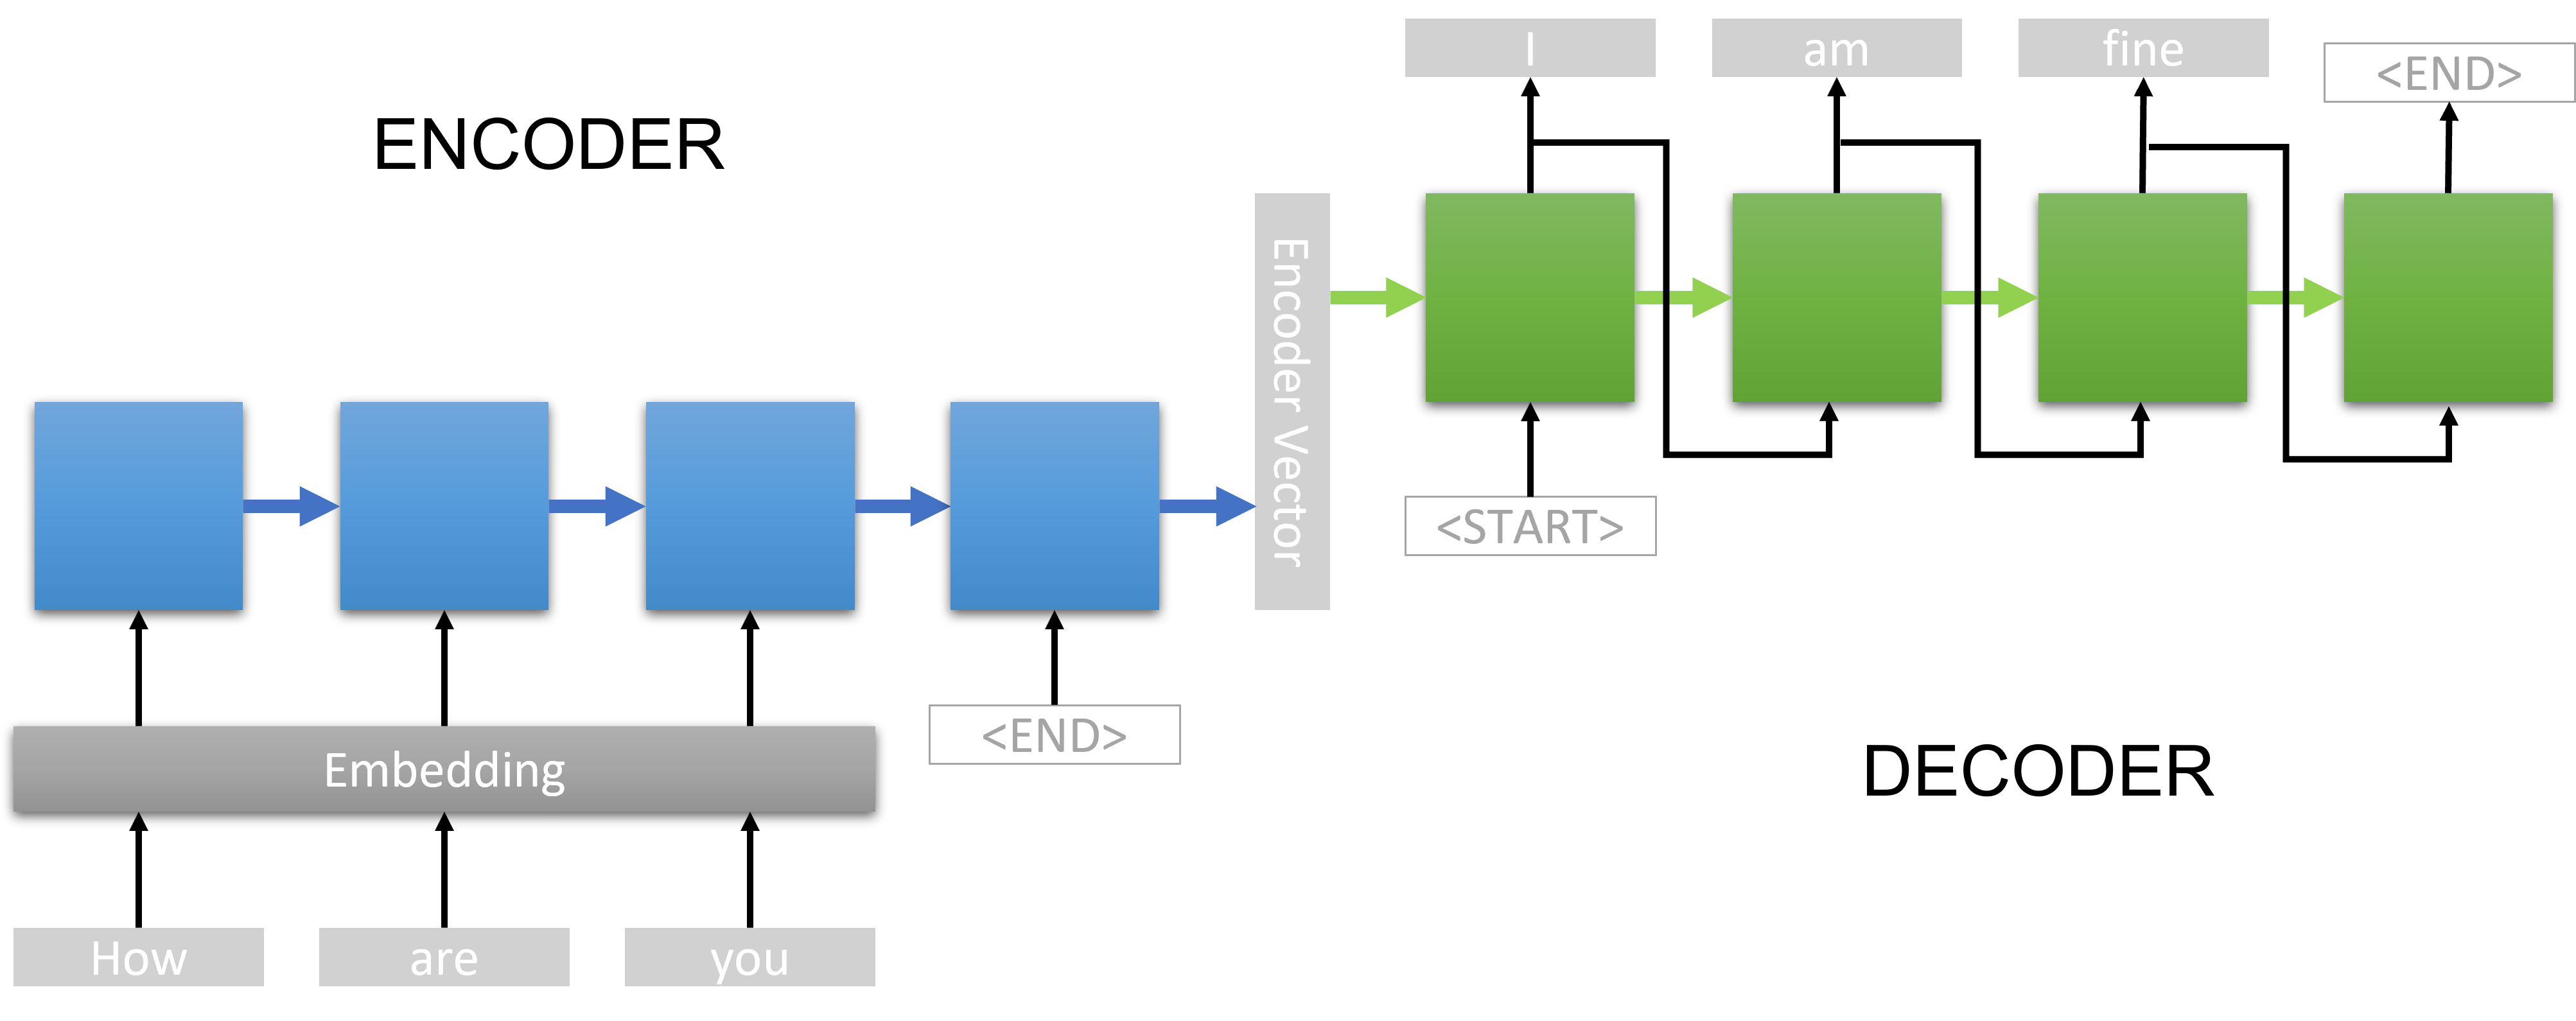 I
am
fine
<END>
ENCODER
Encoder Vector
<START>
<END>
Embedding
DECODER
How
are
you